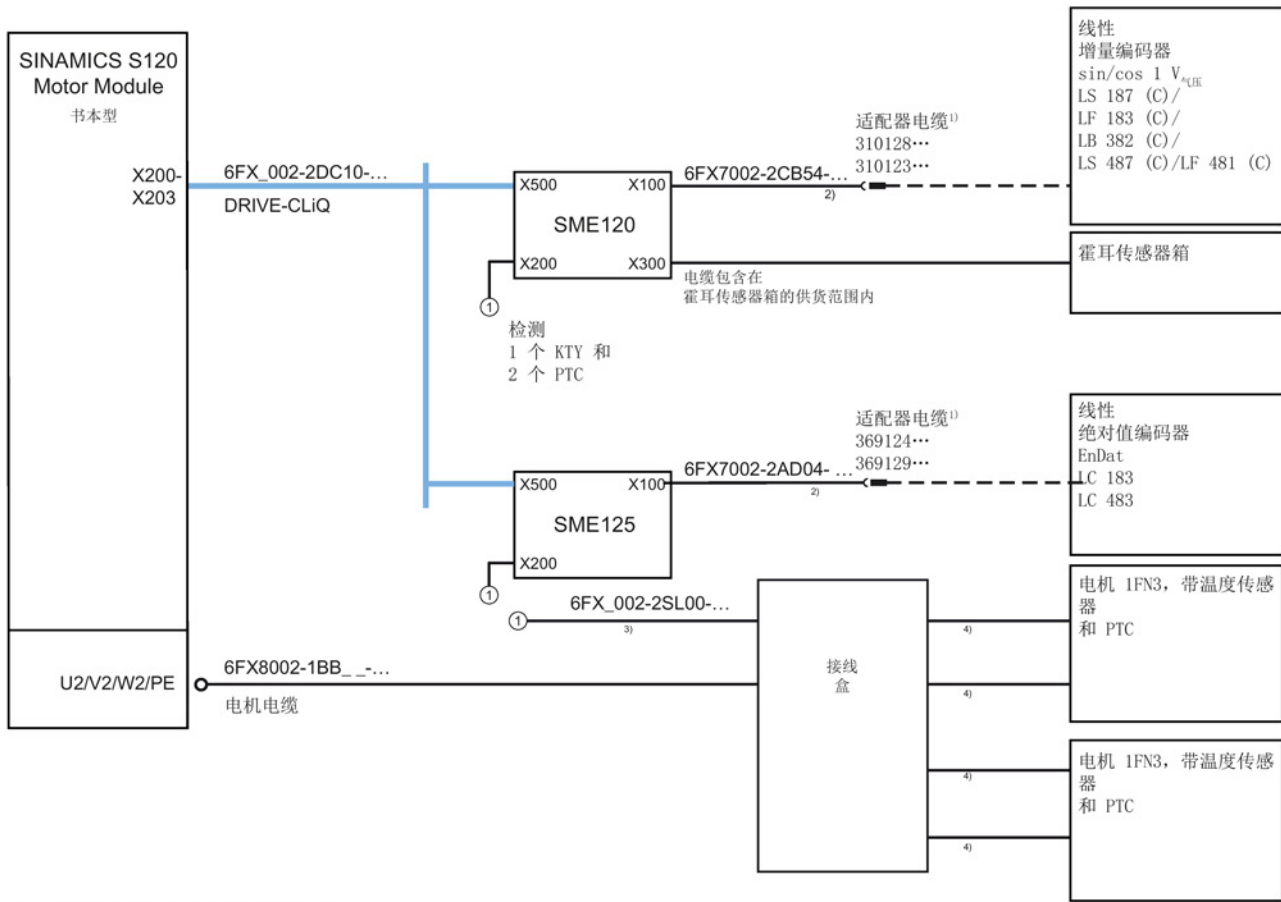 SINAMICS S120
Motor Module
书本型
X200-
X203
6FX_002-2DC10-...
DRIVE-CLiQ
X500
X100
SME120
X200
X300
①
检测
1 个 KTY 和
2 个 PTC
6FX7002-2CB54-...
2)
适配器电缆1)
310128…
310123…
电缆包含在
霍耳传感器箱的供货范围内
线性
增量编码器
sin/cos 1 V气压
LS 187 (C)/
LF 183 (C)/
LB 382 (C)/
LS 487 (C)/LF 481 (C)
霍耳传感器箱
X500
X100
SME125
X200
①
6FX7002-2AD04- ...
2)
适配器电缆1)
369124…
369129…
线性
绝对值编码器
EnDat
LC 183
LC 483
①
6FX_002-2SL00-...
3)
U2/V2/W2/PE
6FX8002-1BB_ _-...
电机电缆
接线
盒
4)
4)
4)
4)
电机 1FN3，带温度传感
器
和 PTC
电机 1FN3，带温度传感
器
和 PTC